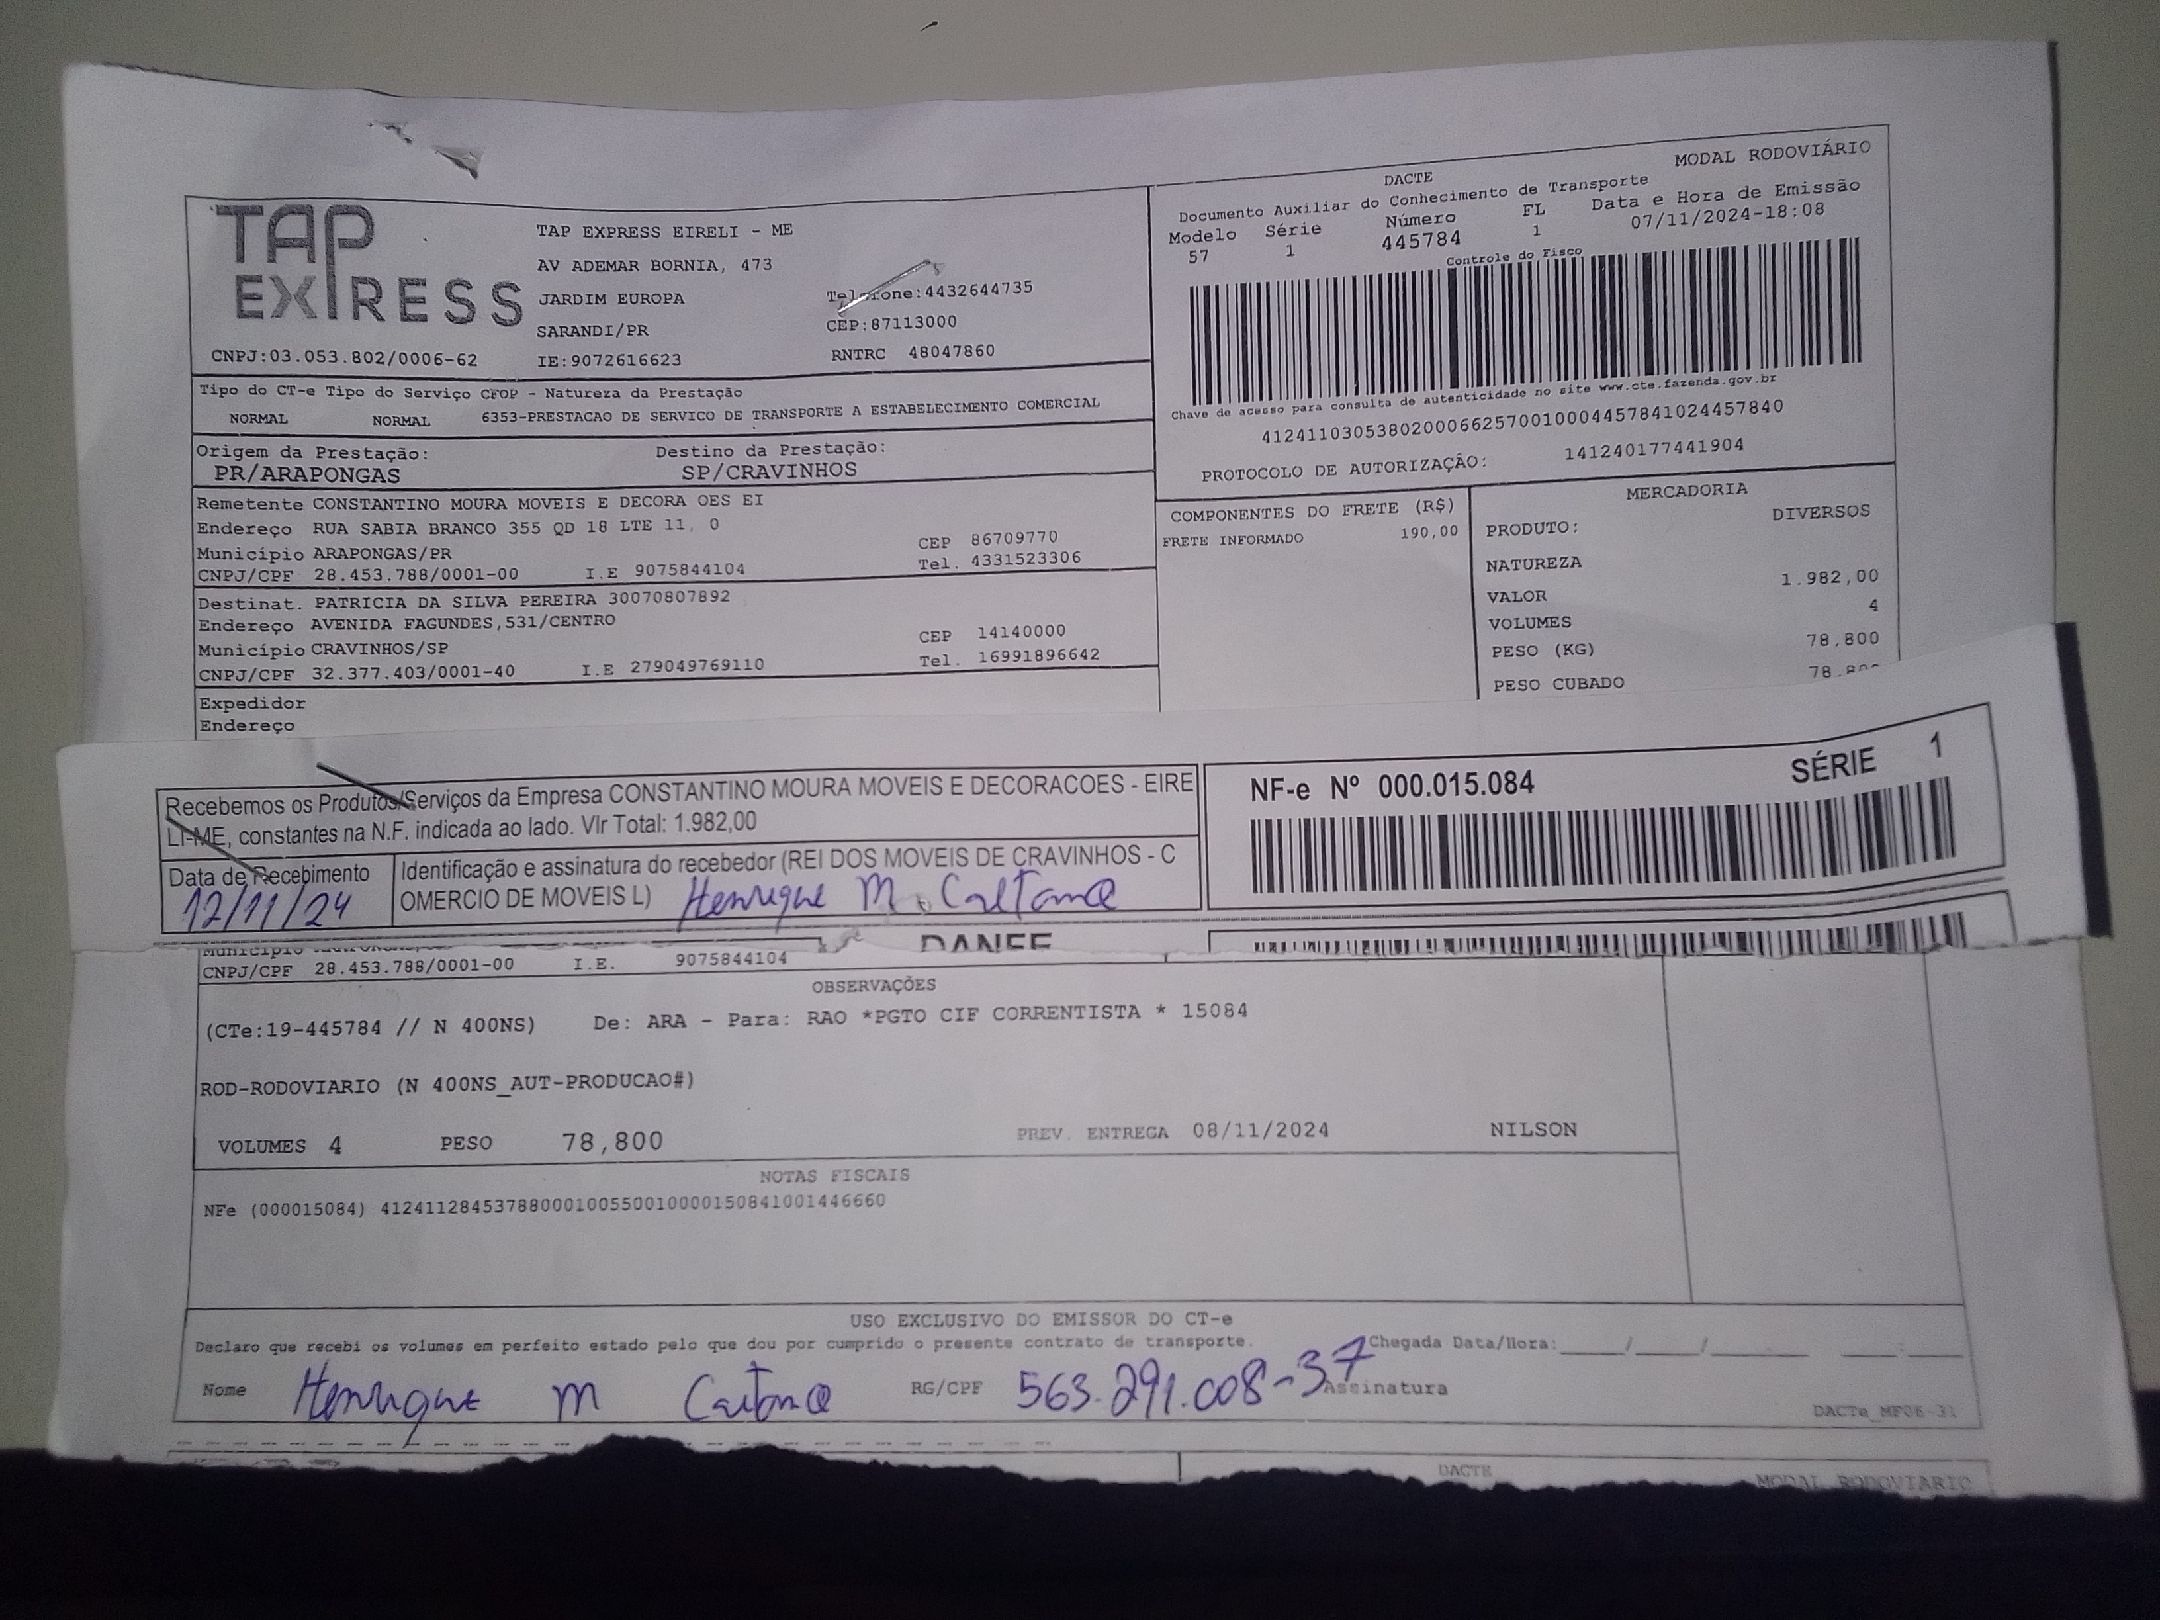 MODAL RODOVIÁRIO
DACTE
Documento Auxiliar do Conhecimento de Transporte
Modelo Série Número FL Data e Hora de Emissão
57 1 445784 1 07/11/2024-18:08
Controle do Fisco
TAP EXPRESS
TAP EXPRESS EIRELI - ME
AV ADEMAR BORNIA, 473
JARDIM EUROPA Telefone:4432644735
SARANDI/PR CEP:87113000
CNPJ:03.053.802/0006-62 IE:9072616623 RNTRC 48047860
Chave de acesso para consulta de autenticidade no site www.cte.fazenda.gov.br
41241103053802000662570010004457841024457840
PROTOCOLO DE AUTORIZAÇÃO: 141240177441904
Tipo do CT-e Tipo do Serviço CFOP - Natureza da Prestação
NORMAL NORMAL 6353-PRESTACAO DE SERVICO DE TRANSPORTE A ESTABELECIMENTO COMERCIAL
Origem da Prestação: Destino da Prestação:
PR/ARAPONGAS SP/CRAVINHOS
Remetente CONSTANTINO MOURA MOVEIS E DECORA OES EI
Endereço RUA SABIA BRANCO 355 QD 18 LTE 11, 0
Município ARAPONGAS/PR CEP 86709770
CNPJ/CPF 28.453.788/0001-00 I.E 9075844104 Tel. 4331523306
Destinat. PATRICIA DA SILVA PEREIRA 30070807892
Endereço AVENIDA FAGUNDES,531/CENTRO
Município CRAVINHOS/SP CEP 14140000
CNPJ/CPF 32.377.403/0001-40 I.E 279049769110 Tel. 16991896642
Expedidor
Endereço
COMPONENTES DO FRETE (R$)
FRETE INFORMADO 190,00
MERCADORIA
PRODUTO: DIVERSOS
NATUREZA
VALOR 1.982,00
VOLUMES 4
PESO (KG) 78,800
PESO CUBADO 78.800
Recebemos os Produtos/Serviços da Empresa CONSTANTINO MOURA MOVEIS E DECORACOES - EIRE
LI-ME, constantes na N.F. indicada ao lado. Vlr Total: 1.982,00
Data de Recebimento
12/11/24
Identificação e assinatura do recebedor (REI DOS MOVEIS DE CRAVINHOS - C
OMERCIO DE MOVEIS L) Henrique M. Caetano
NF-e Nº 000.015.084 SÉRIE 1
DANFE
Município
CNPJ/CPF 28.453.788/0001-00 I.E. 9075844104
OBSERVAÇÕES
(CTe:19-445784 // N 400NS) De: ARA - Para: RAO *PGTO CIF CORRENTISTA * 15084
ROD-RODOVIARIO (N 400NS_AUT-PRODUCAO#)
VOLUMES 4 PESO 78,800 PREV. ENTREGA 08/11/2024 NILSON
NOTAS FISCAIS
NFe (000015084) 41241128453788000100550010000150841001446660
USO EXCLUSIVO DO EMISSOR DO CT-e
Declaro que recebi os volumes em perfeito estado pelo que dou por cumprido o presente contrato de transporte. Chegada Data/Hora:____/____/____ ____:____
Nome Henrique M Caetano RG/CPF 563.291.008-37 Assinatura
DACTe_MF06-31
DACTE
MODAL RODOVIARIO